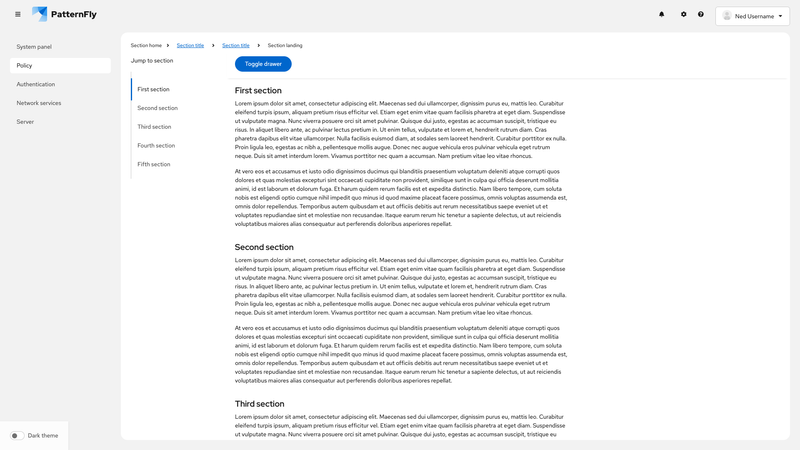 PatternFly
Ned Username
System panel
Policy
Authentication
Network services
Server
Section home
Section title
Section title
Section landing
Jump to section
First section
Second section
Third section
Fourth section
Fifth section
Toggle drawer
First section
Lorem ipsum dolor sit amet, consectetur adipiscing elit. Maecenas sed dui ullamcorper, dignissim purus eu, mattis leo. Curabitur
eleifend turpis ipsum, aliquam pretium risus efficitur vel. Etiam eget enim vitae quam facilisis pharetra at eget diam. Suspendisse
ut vulputate magna. Nunc viverra posuere orci sit amet pulvinar. Quisque dui justo, egestas ac accumsan suscipit, tristique eu
risus. In aliquet libero ante, ac pulvinar lectus pretium in. Ut enim tellus, vulputate et lorem et, hendrerit rutrum diam. Cras
pharetra dapibus elit vitae ullamcorper. Nulla facilisis euismod diam, at sodales sem laoreet hendrerit. Curabitur porttitor ex nulla.
Proin ligula leo, egestas ac nibh a, pellentesque mollis augue. Donec nec augue vehicula eros pulvinar vehicula eget rutrum
neque. Duis sit amet interdum lorem. Vivamus porttitor nec quam a accumsan. Nam pretium vitae leo vitae rhoncus.
At vero eos et accusamus et iusto odio dignissimos ducimus qui blanditiis praesentium voluptatum deleniti atque corrupti quos
dolores et quas molestias excepturi sint occaecati cupiditate non provident, similique sunt in culpa qui officia deserunt mollitia
animi, id est laborum et dolorum fuga. Et harum quidem rerum facilis est et expedita distinctio. Nam libero tempore, cum soluta
nobis est eligendi optio cumque nihil impedit quo minus id quod maxime placeat facere possimus, omnis voluptas assumenda est,
omnis dolor repellendus. Temporibus autem quibusdam et aut officiis debitis aut rerum necessitatibus saepe eveniet ut et
voluptates repudiandae sint et molestiae non recusandae. Itaque earum rerum hic tenetur a sapiente delectus, ut aut reiciendis
voluptatibus maiores alias consequatur aut perferendis doloribus asperiores repellat.
Second section
Lorem ipsum dolor sit amet, consectetur adipiscing elit. Maecenas sed dui ullamcorper, dignissim purus eu, mattis leo. Curabitur
eleifend turpis ipsum, aliquam pretium risus efficitur vel. Etiam eget enim vitae quam facilisis pharetra at eget diam. Suspendisse
ut vulputate magna. Nunc viverra posuere orci sit amet pulvinar. Quisque dui justo, egestas ac accumsan suscipit, tristique eu
risus. In aliquet libero ante, ac pulvinar lectus pretium in. Ut enim tellus, vulputate et lorem et, hendrerit rutrum diam. Cras
pharetra dapibus elit vitae ullamcorper. Nulla facilisis euismod diam, at sodales sem laoreet hendrerit. Curabitur porttitor ex nulla.
Proin ligula leo, egestas ac nibh a, pellentesque mollis augue. Donec nec augue vehicula eros pulvinar vehicula eget rutrum
neque. Duis sit amet interdum lorem. Vivamus porttitor nec quam a accumsan. Nam pretium vitae leo vitae rhoncus.
At vero eos et accusamus et iusto odio dignissimos ducimus qui blanditiis praesentium voluptatum deleniti atque corrupti quos
dolores et quas molestias excepturi sint occaecati cupiditate non provident, similique sunt in culpa qui officia deserunt mollitia
animi, id est laborum et dolorum fuga. Et harum quidem rerum facilis est et expedita distinctio. Nam libero tempore, cum soluta
nobis est eligendi optio cumque nihil impedit quo minus id quod maxime placeat facere possimus, omnis voluptas assumenda est,
omnis dolor repellendus. Temporibus autem quibusdam et aut officiis debitis aut rerum necessitatibus saepe eveniet ut et
voluptates repudiandae sint et molestiae non recusandae. Itaque earum rerum hic tenetur a sapiente delectus, ut aut reiciendis
voluptatibus maiores alias consequatur aut perferendis doloribus asperiores repellat.
Third section
Lorem ipsum dolor sit amet, consectetur adipiscing elit. Maecenas sed dui ullamcorper, dignissim purus eu, mattis leo. Curabitur
eleifend turpis ipsum, aliquam pretium risus efficitur vel. Etiam eget enim vitae quam facilisis pharetra at eget diam. Suspendisse
ut vulputate magna. Nunc viverra posuere orci sit amet pulvinar. Quisque dui justo, egestas ac accumsan suscipit, tristique eu
Dark theme